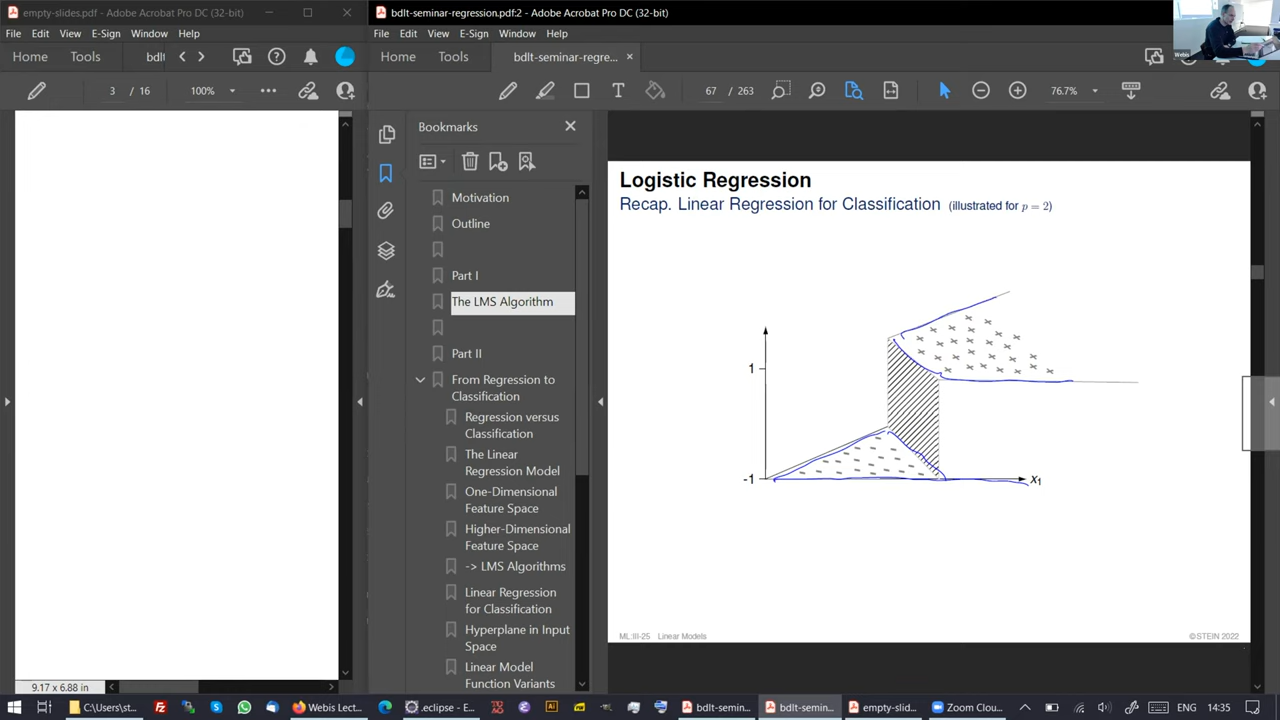 empty-slides.pdf - Adobe Acrobat Pro DC (32-bit)
File Edit View E-Sign Window Help
Home Tools bdlt
3 / 16 100%
9.17 x 6.88 in
bdlt-seminar-regression.pdf:2 - Adobe Acrobat Pro DC (32-bit)
File Edit View E-Sign Window Help
Home Tools bdlt-seminar-regre...
67 / 263 76.7%
Webis
Bookmarks
Motivation
Outline
Part I
The LMS Algorithm
Part II
From Regression to
Classification
Regression versus
Classification
The Linear
Regression Model
One-Dimensional
Feature Space
Higher-Dimensional
Feature Space
-> LMS Algorithms
Linear Regression
for Classification
Hyperplane in Input
Space
Linear Model
Function Variants
Logistic Regression
Recap. Linear Regression for Classification (illustrated for p = 2)
1
-1
x₁
ML:III-25 Linear Models
© STEIN 2022
C:\Users\st...
Webis Lect...
.eclipse - E...
bdlt-semin...
bdlt-semin...
empty-slid...
Zoom Clou...
ENG 14:35